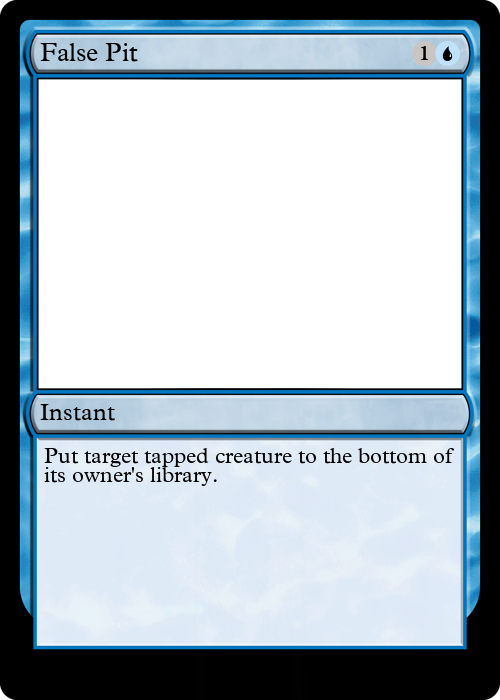 False Pit 1
Instant
Put target tapped creature to the bottom of
its owner's library.